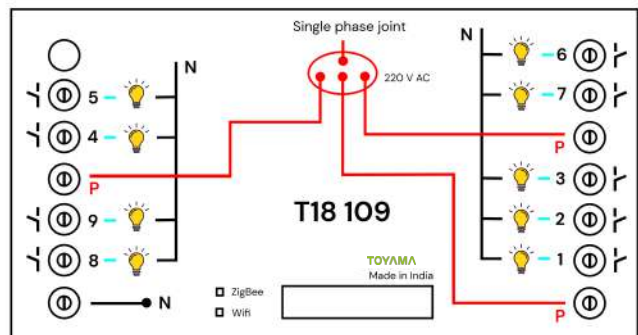 Single phase joint
220 V AC
N
5
4
P
9
8
N
N
6
7
P
3
2
1
P
T18 109
TOYAMA
Made in India
ZigBee
Wifi